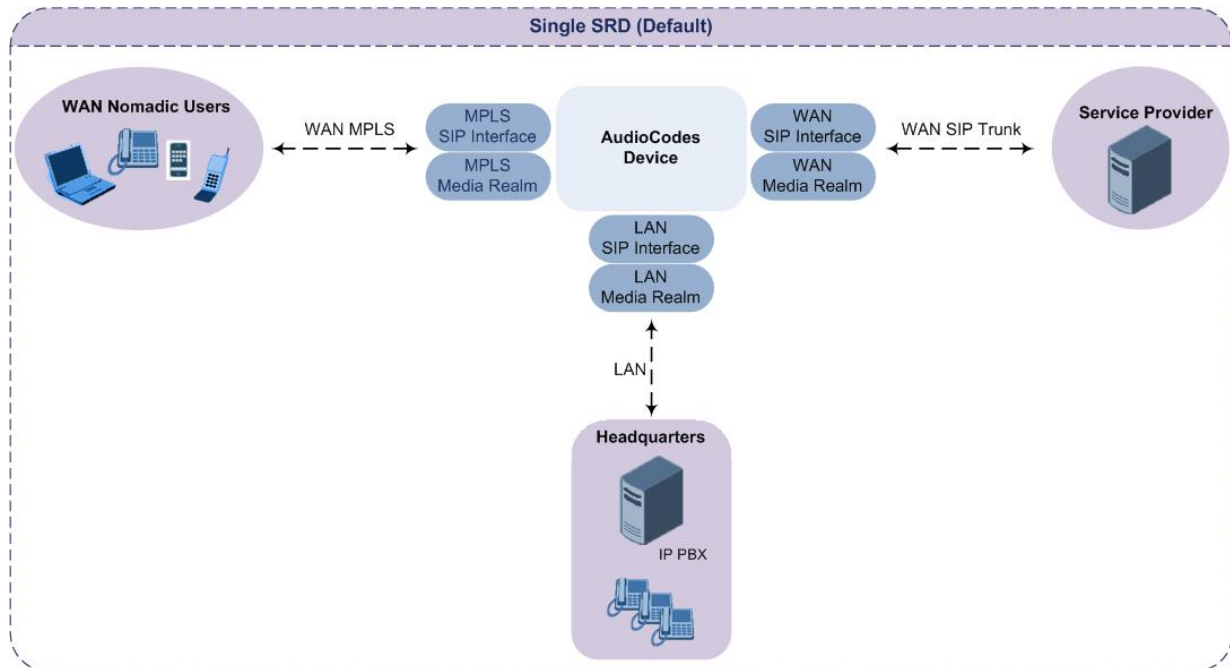 Single SRD (Default)
WAN Nomadic Users
WAN MPLS
MPLS
SIP Interface
MPLS
Media Realm
AudioCodes
Device
WAN
SIP Interface
WAN
Media Realm
WAN SIP Trunk
Service Provider
LAN
SIP Interface
LAN
Media Realm
LAN
Headquarters
IP PBX